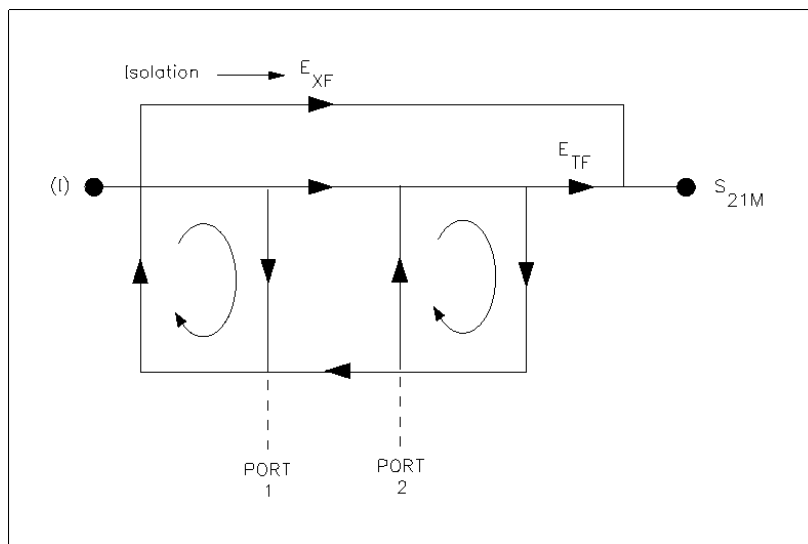 Isolation
E XF
E TF
(I)
S 21M
PORT 1
PORT 2